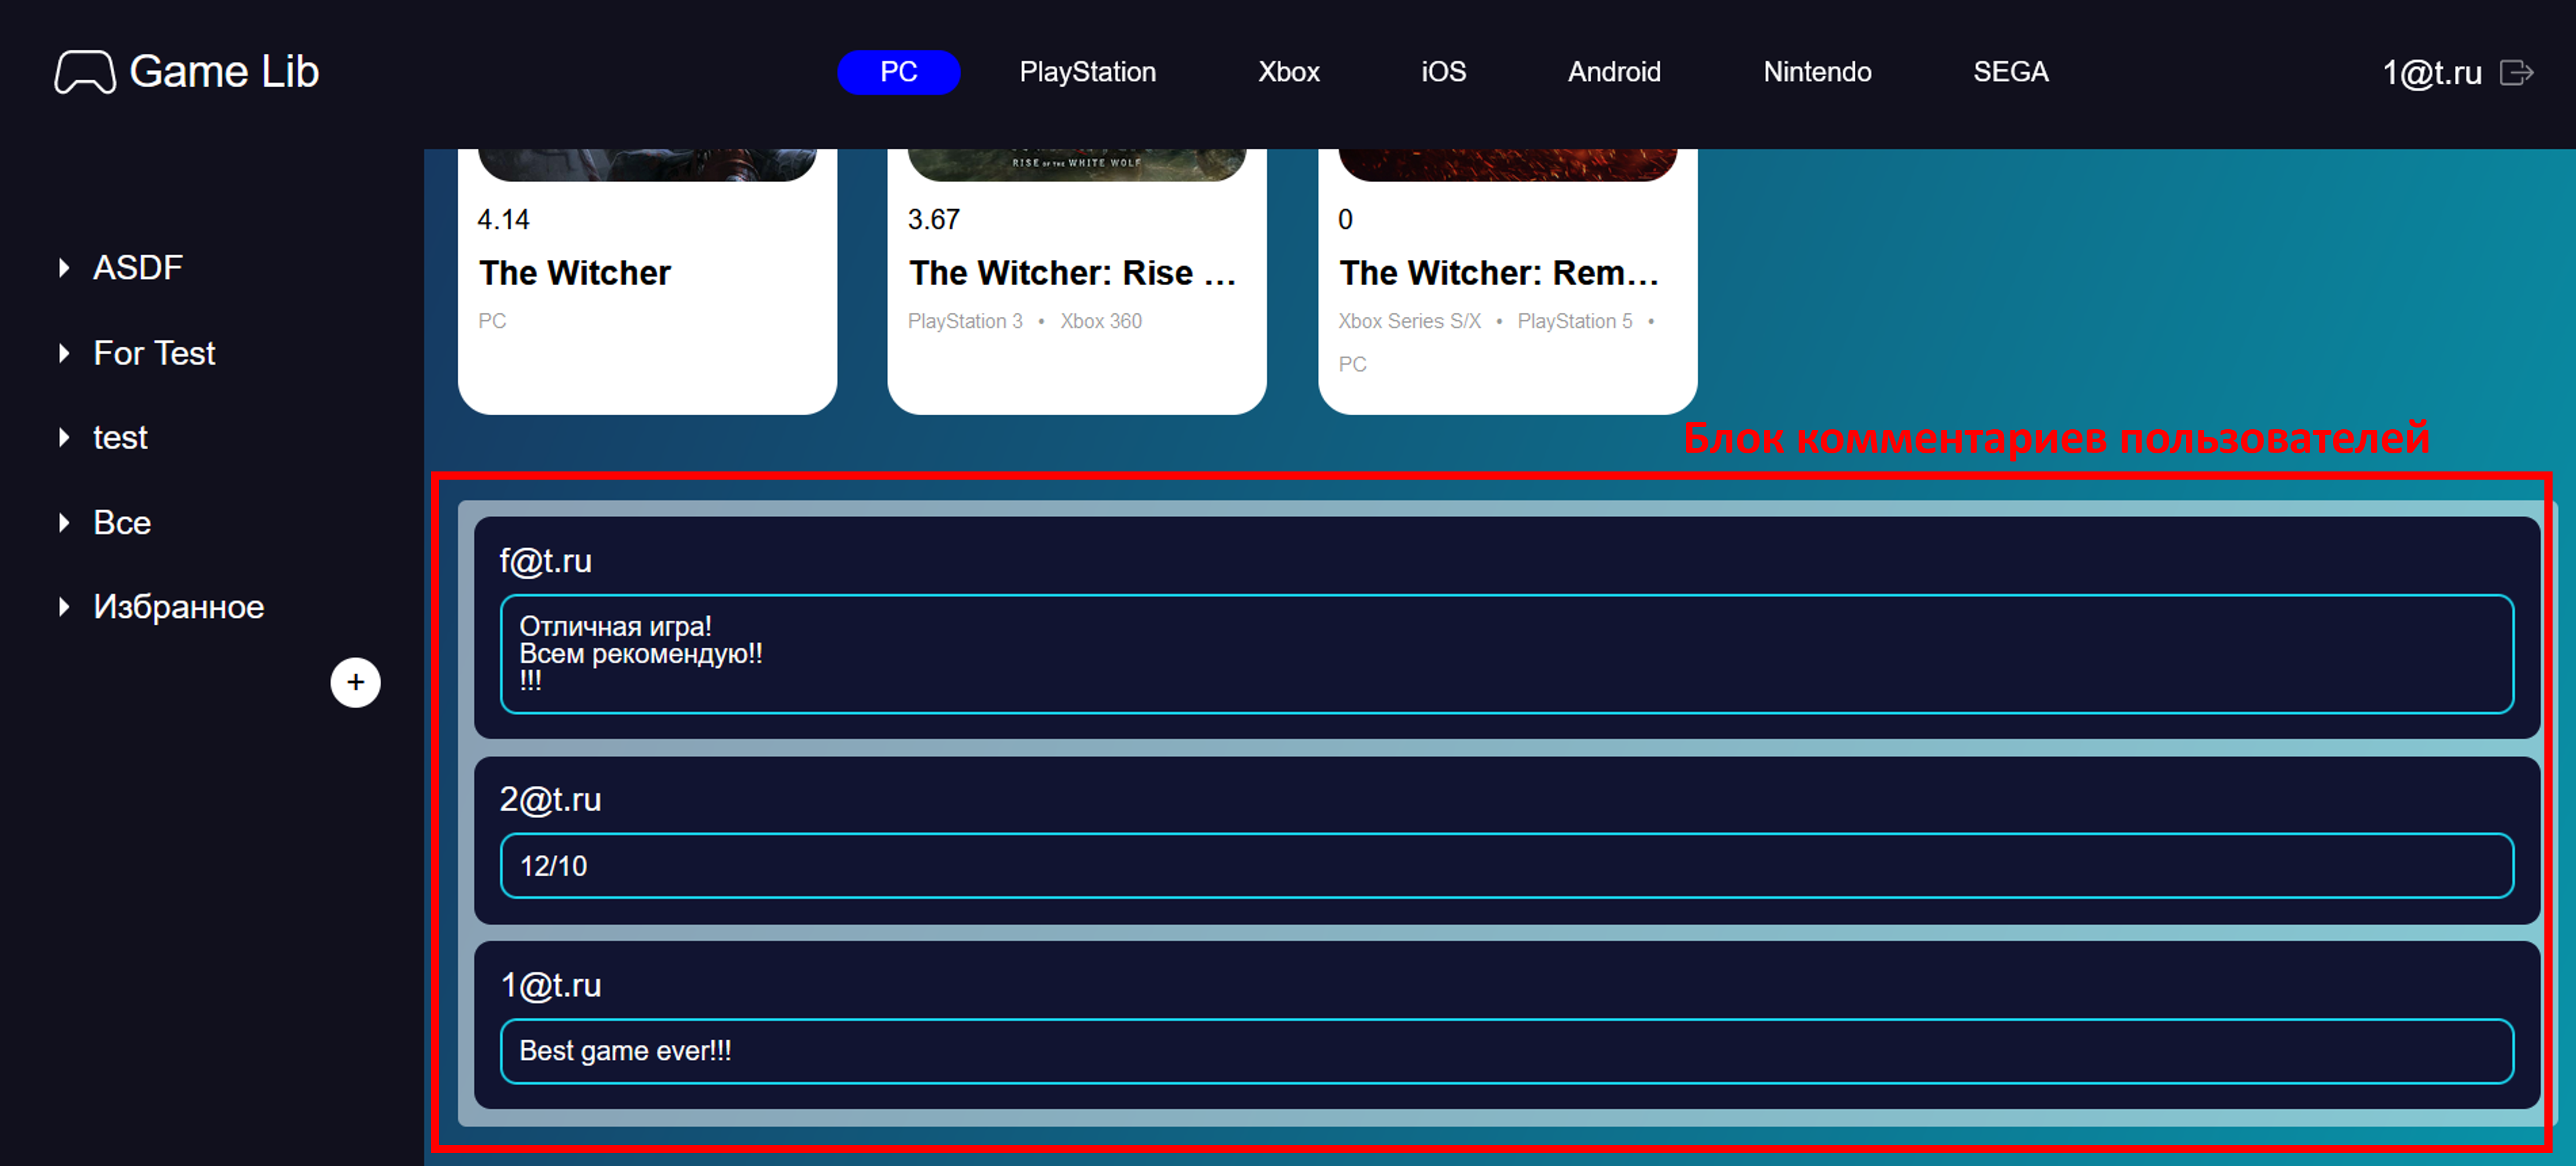 Game Lib
PC
PlayStation
Xbox
iOS
Android
Nintendo
SEGA
1@t.ru
ASDF
For Test
test
Все
Избранное
+
4.14
The Witcher
PC
RISE OF THE WHITE WOLF
3.67
The Witcher: Rise ...
PlayStation 3 • Xbox 360
0
The Witcher: Rem...
Xbox Series S/X • PlayStation 5 •
PC
Блок комментариев пользователей
f@t.ru
Отличная игра!
Всем рекомендую!!
!!!
2@t.ru
12/10
1@t.ru
Best game ever!!!